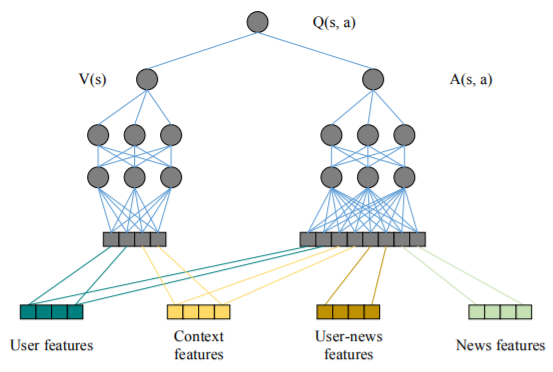 Q(s, a)
V(s)
A(s, a)
User features
Context
features
User-news
features
News features